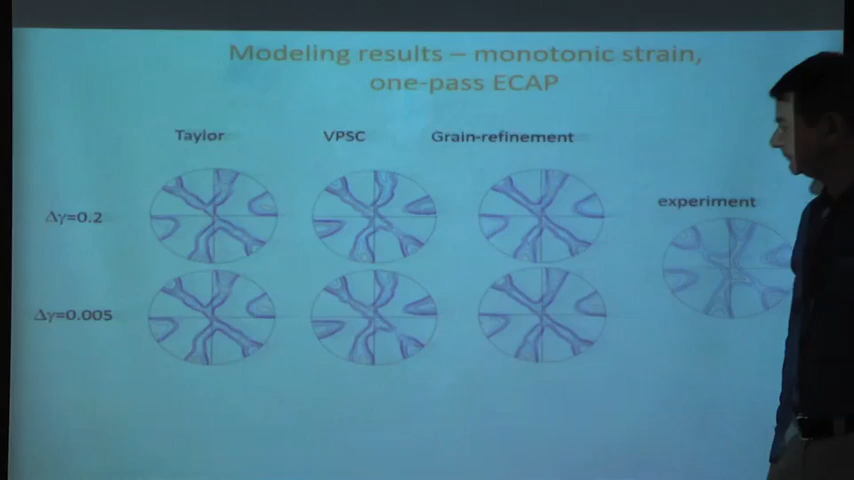 Modeling results – monotonic strain,
one-pass ECAP
Taylor VPSC Grain-refinement
experiment
Δγ=0.2
Δγ=0.005